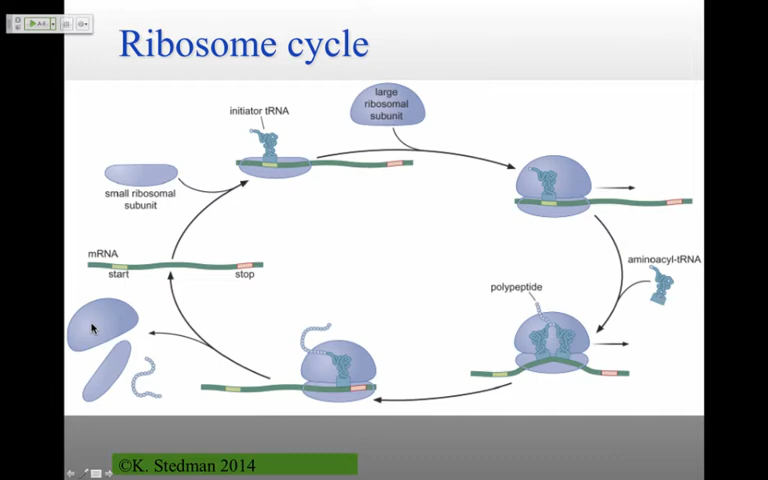 Ribosome cycle
large
ribosomal
subunit
initiator tRNA
small ribosomal
subunit
mRNA
start
stop
aminoacyl-tRNA
polypeptide
©K. Stedman 2014